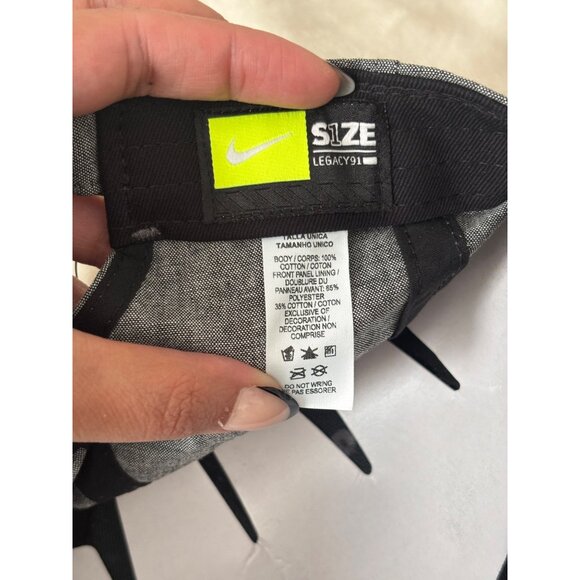 S1ZE
LEGACY91
TALLA UNICA
TAMANHO UNICO
BODY / CORPS: 100%
COTTON / COTON
FRONT PANEL LINING /
DOUBLURE DU
PANNEAU AVANT: 65%
POLYESTER
35% COTTON / COTON
EXCLUSIVE OF
DECORATION /
DECORATION NON
COMPRISE
DO NOT WRING
NE PAS ESSORER